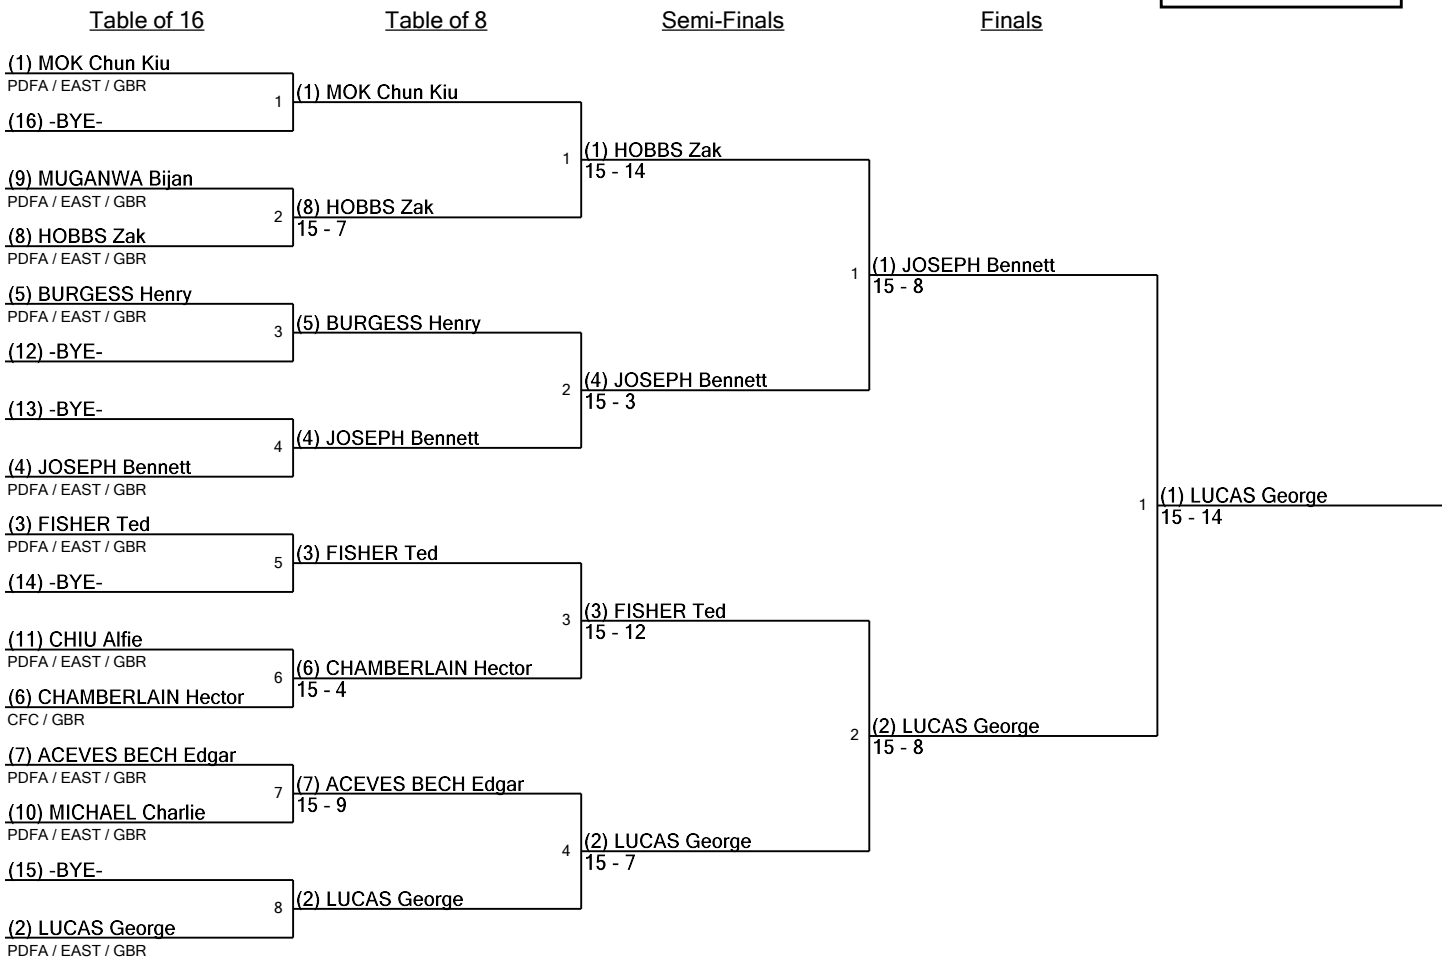 Table of 16
Table of 8
Semi-Finals
Finals
(1) MOK Chun Kiu
PDFA / EAST / GBR
1
(16) -BYE-
(9) MUGANWA Bijan
PDFA / EAST / GBR
2
(8) HOBBS Zak
PDFA / EAST / GBR
(5) BURGESS Henry
PDFA / EAST / GBR
3
(12) -BYE-
(13) -BYE-
4
(4) JOSEPH Bennett
PDFA / EAST / GBR
(3) FISHER Ted
PDFA / EAST / GBR
5
(14) -BYE-
(11) CHIU Alfie
PDFA / EAST / GBR
6
(6) CHAMBERLAIN Hector
CFC / GBR
(7) ACEVES BECH Edgar
PDFA / EAST / GBR
7
(10) MICHAEL Charlie
PDFA / EAST / GBR
(15) -BYE-
8
(2) LUCAS George
PDFA / EAST / GBR
(1) MOK Chun Kiu
1
(8) HOBBS Zak
15 - 7
(5) BURGESS Henry
2
(4) JOSEPH Bennett
(3) FISHER Ted
3
(6) CHAMBERLAIN Hector
15 - 4
(7) ACEVES BECH Edgar
15 - 9
4
(2) LUCAS George
(1) HOBBS Zak
15 - 14
1
(4) JOSEPH Bennett
15 - 3
(3) FISHER Ted
15 - 12
2
(2) LUCAS George
15 - 7
(1) JOSEPH Bennett
15 - 8
1
(2) LUCAS George
15 - 8
(1) LUCAS George
15 - 14